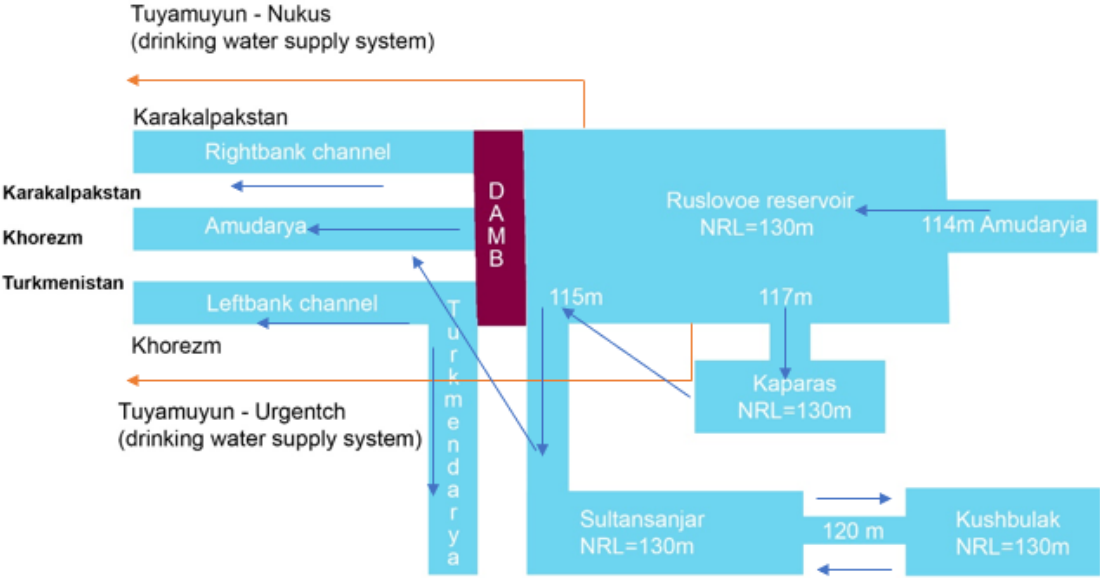 Tuyamuyun - Nukus
(drinking water supply system)
Karakalpakstan
Rightbank channel
Karakalpakstan
Amudarya
Khorezm
Turkmenistan
Leftbank channel
Khorezm
Tuyamuyun - Urgentch
(drinking water supply system)
Turkmendarya
DAMB
Ruslovoe reservoir
NRL=130m
114m Amudaryia
115m
117m
Kaparas
NRL=130m
Sultansanjar
NRL=130m
120 m
Kushbulak
NRL=130m